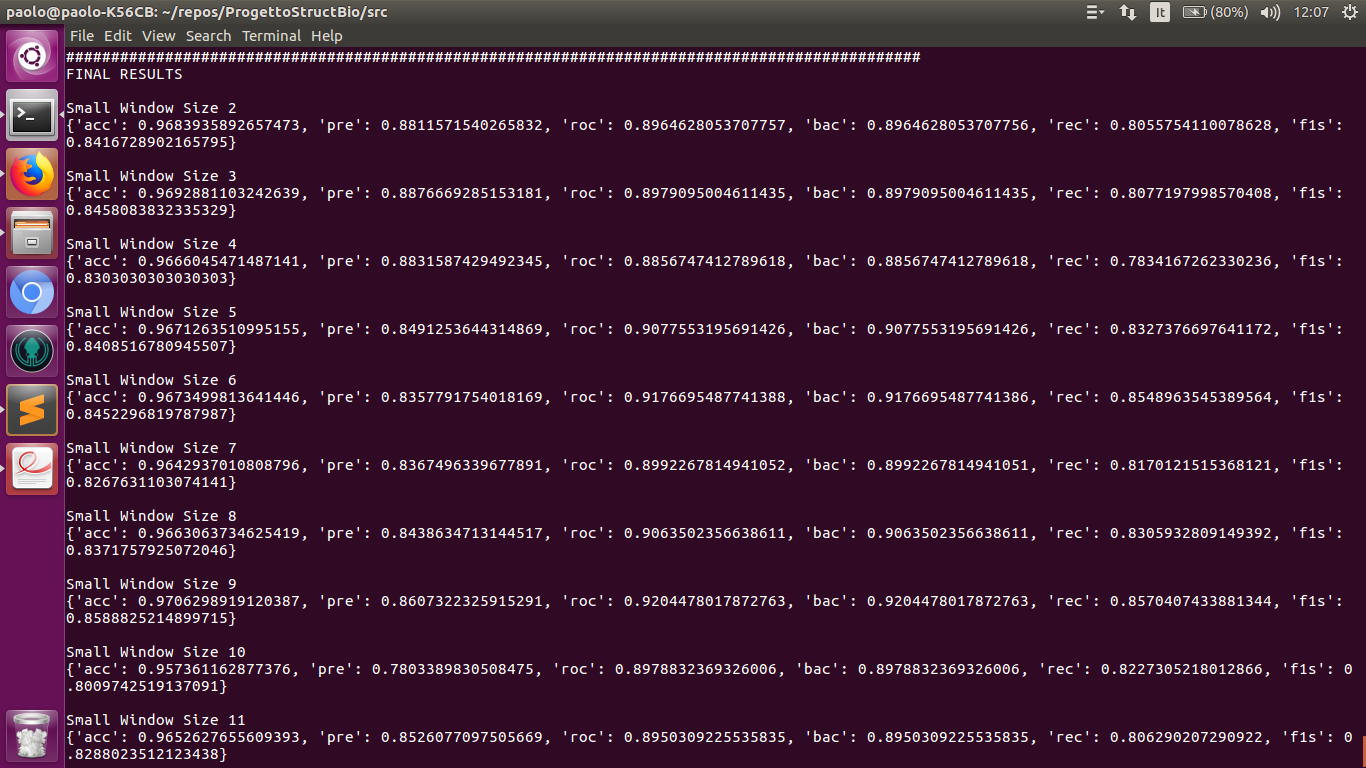 paolo@paolo-K56CB: ~/repos/ProgettoStructBio/src
It
(80%)
12:07
File Edit View Search Terminal Help
###############################################################################################
FINAL RESULTS
Small Window Size 2
{'acc': 0.9683935892657473, 'pre': 0.8811571540265832, 'roc': 0.8964628053707757, 'bac': 0.8964628053707756, 'rec': 0.8055754110078628, 'f1s':
0.8416728902165795}
Small Window Size 3
{'acc': 0.9692881103242639, 'pre': 0.8876669285153181, 'roc': 0.8979095004611435, 'bac': 0.8979095004611435, 'rec': 0.8077197998570408, 'f1s':
0.8458083832335329}
Small Window Size 4
{'acc': 0.9666045471487141, 'pre': 0.8831587429492345, 'roc': 0.8856747412789618, 'bac': 0.8856747412789618, 'rec': 0.7834167262330236, 'f1s':
0.8303030303030303}
Small Window Size 5
{'acc': 0.9671263510995155, 'pre': 0.8491253644314869, 'roc': 0.9077553195691426, 'bac': 0.9077553195691426, 'rec': 0.8327376697641172, 'f1s':
0.8408516780945507}
Small Window Size 6
{'acc': 0.9673499813641446, 'pre': 0.8357791754018169, 'roc': 0.9176695487741388, 'bac': 0.9176695487741386, 'rec': 0.8548963545389564, 'f1s':
0.8452296819787987}
Small Window Size 7
{'acc': 0.9642937010808796, 'pre': 0.8367496339677891, 'roc': 0.8992267814941052, 'bac': 0.8992267814941051, 'rec': 0.8170121515368121, 'f1s':
0.8267631103074141}
Small Window Size 8
{'acc': 0.9663063734625419, 'pre': 0.8438634713144517, 'roc': 0.9063502356638611, 'bac': 0.9063502356638611, 'rec': 0.8305932809149392, 'f1s':
0.8371757925072046}
Small Window Size 9
{'acc': 0.9706298919120387, 'pre': 0.8607322325915291, 'roc': 0.9204478017872763, 'bac': 0.9204478017872763, 'rec': 0.8570407433881344, 'f1s':
0.8588825214899715}
Small Window Size 10
{'acc': 0.957361162877376, 'pre': 0.7803389830508475, 'roc': 0.8978832369326006, 'bac': 0.8978832369326006, 'rec': 0.8227305218012866, 'f1s': 0
.8009742519137091}
Small Window Size 11
{'acc': 0.9652627655609393, 'pre': 0.8526077097505669, 'roc': 0.8950309225535835, 'bac': 0.8950309225535835, 'rec': 0.806290207290922, 'f1s': 0
.8288023512123438}